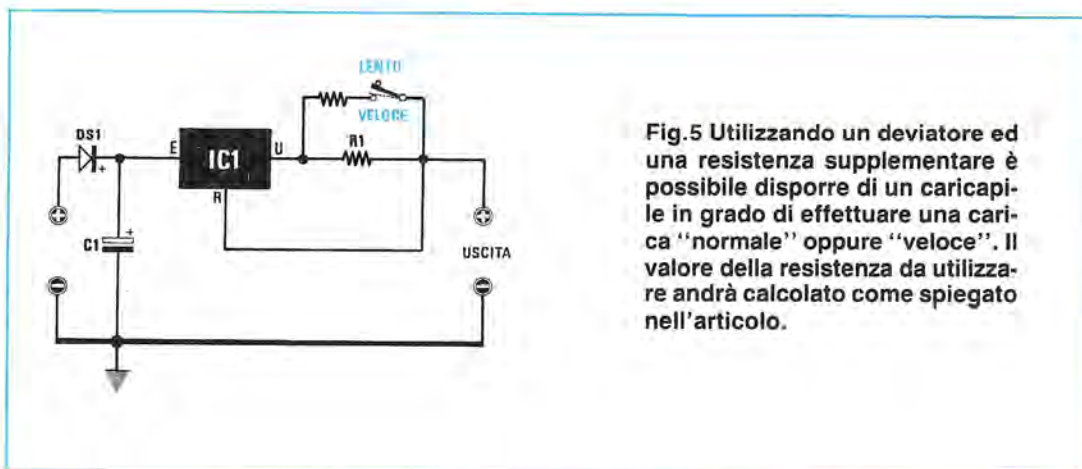 LENTO
VELOCE
DS1
+
E
IC1
U
R1
R
+
C1
+
-
+
-
USCITA
Fig.5 Utilizzando un deviatore ed
una resistenza supplementare è
possibile disporre di un caricapi-
le in grado di effettuare una cari-
ca "normale" oppure "veloce". Il
valore della resistenza da utilizza-
re andrà calcolato come spiegato
nell'articolo.